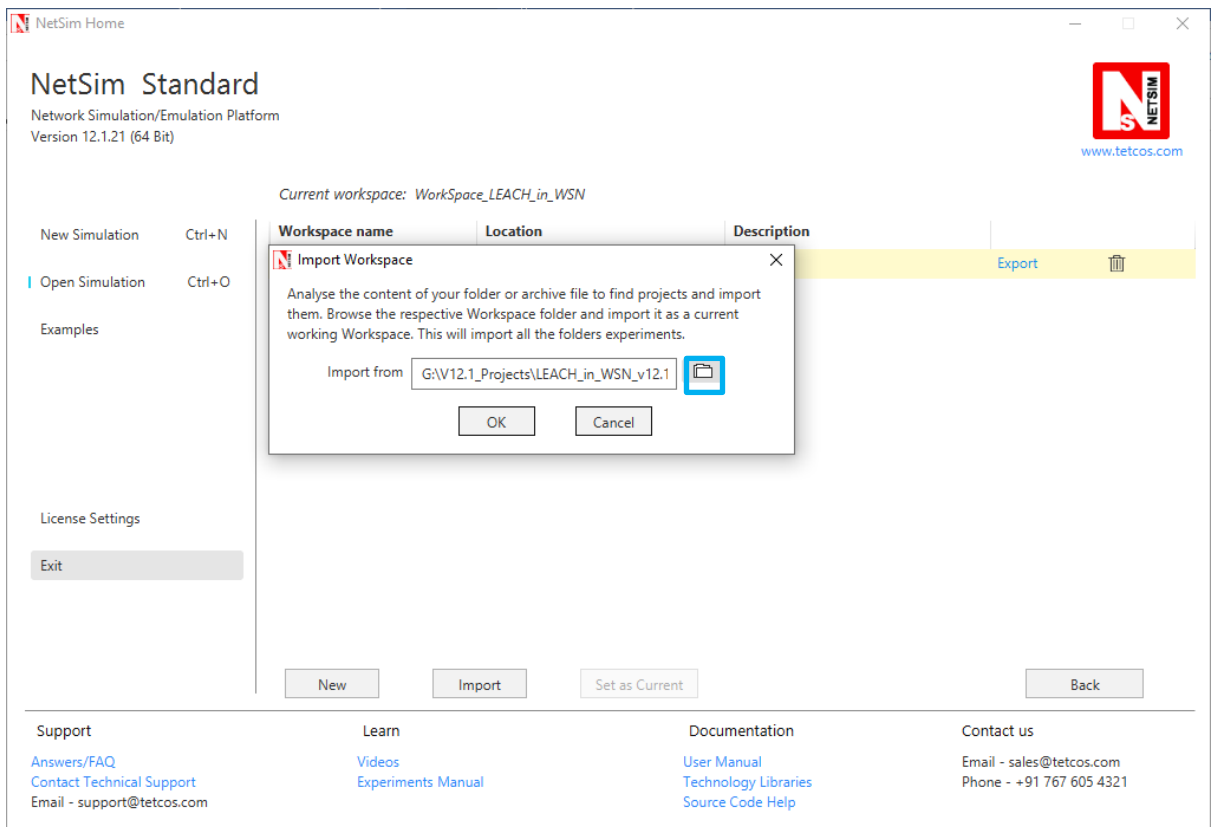 NetSim Home
NetSim Standard
Network Simulation/Emulation Platform
Version 12.1.21 (64 Bit)
NETSIM
www.tetcos.com
Current workspace: WorkSpace_LEACH_in_WSN
New Simulation Ctrl+N
Open Simulation Ctrl+O
Examples
License Settings
Exit
Workspace name Location Description
Export
Import Workspace
Analyse the content of your folder or archive file to find projects and import
them. Browse the respective Workspace folder and import it as a current
working Workspace. This will import all the folders experiments.
Import from G:\V12.1_Projects\LEACH_in_WSN_v12.1
OK Cancel
New Import Set as Current Back
Support
Answers/FAQ
Contact Technical Support
Email - support@tetcos.com
Learn
Videos
Experiments Manual
Documentation
User Manual
Technology Libraries
Source Code Help
Contact us
Email - sales@tetcos.com
Phone - +91 767 605 4321